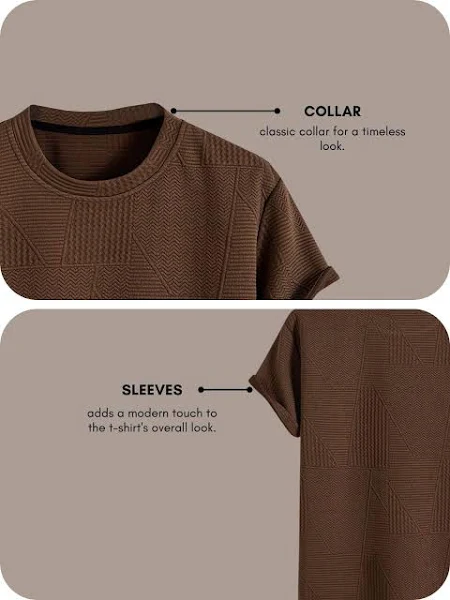 COLLAR
classic collar for a timeless
look.
SLEEVES
adds a modern touch to
the t-shirt's overall look.